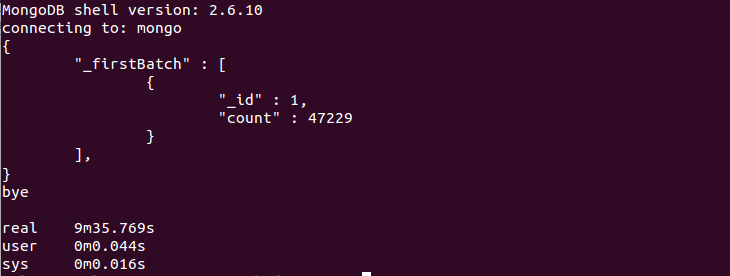 MongoDB shell version: 2.6.10
connecting to: mongo
{
        "_firstBatch" : [
                {
                        "_id" : 1,
                        "count" : 47229
                }
        ],
}
bye

real    9m35.769s
user    0m0.044s
sys     0m0.016s